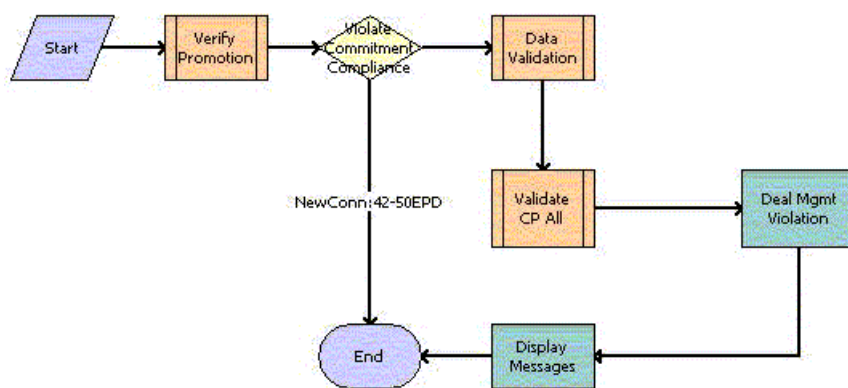 Start
Verify
Promotion
Violate
Commitment
Compliance
Data
Validation
NewConn:42-50EPD
Validate
CP All
Deal Mgmt
Violation
End
Display
Messages